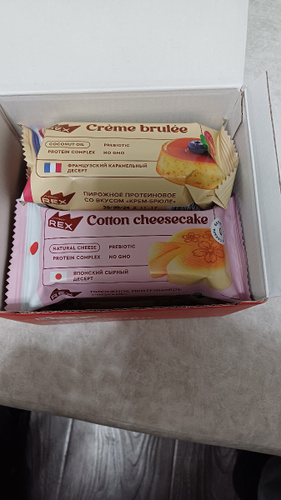 REX
Crème brulée
COCONUT OIL PREBIOTIC
PROTEIN COMPLEX NO GMO
ФРАНЦУЗСКИЙ КАРАМЕЛЬНЫЙ
ДЕСЕРТ
REX
ПИРОЖНОЕ ПРОТЕИНОВОЕ
СО ВКУСОМ «КРЕМ-БРЮЛЕ»
REX
Cotton cheesecake
NATURAL CHEESE PREBIOTIC
PROTEIN COMPLEX NO GMO
ЯПОНСКИЙ СЫРНЫЙ
ДЕСЕРТ